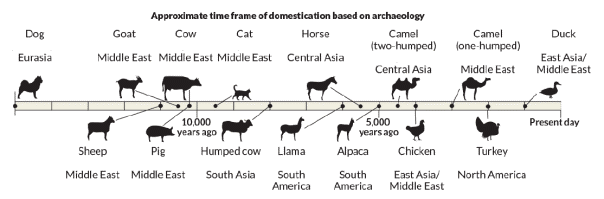 Approximate time frame of domestication based on archaeology
Dog
Eurasia
Goat
Middle East
Cow
Middle East
Cat
Middle East
Horse
Central Asia
Camel
(two-humped)
Central Asia
Camel
(one-humped)
Middle East
Duck
East Asia/
Middle East
10,000
years ago
5,000
years ago
Present day
Sheep
Middle East
Pig
Middle East
Humped cow
South Asia
Llama
South
America
Alpaca
South
America
Chicken
East Asia/
Middle East
Turkey
North America